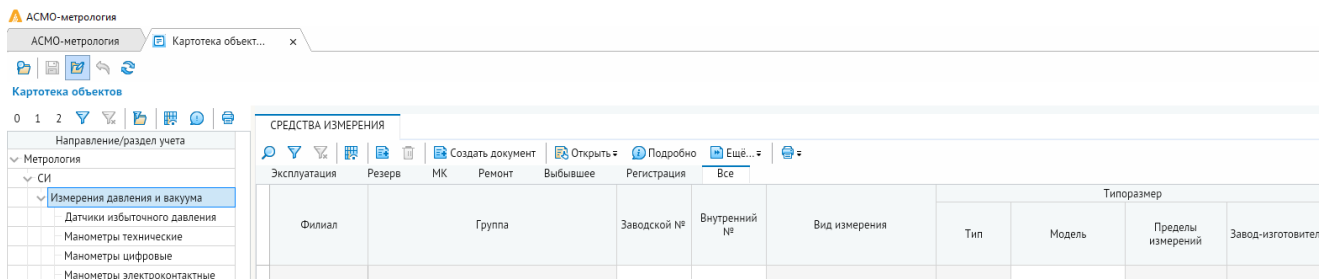 АСМО-метрология
АСМО-метрология Картотека объект... x
Картотека объектов
0 1 2
Направление/раздел учета
Метрология
СИ
Измерения давления и вакуума
Датчики избыточного давления
Манометры технические
Манометры цифровые
Манометры электроконтактные
СРЕДСТВА ИЗМЕРЕНИЯ
Создать документ Открыть Подробно Ещё...
Эксплуатация Резерв МК Ремонт Выбывшее Регистрация Все
Типоразмер
Филиал Группа Заводской № Внутренний № Вид измерения Тип Модель Пределы измерений Завод-изготовител